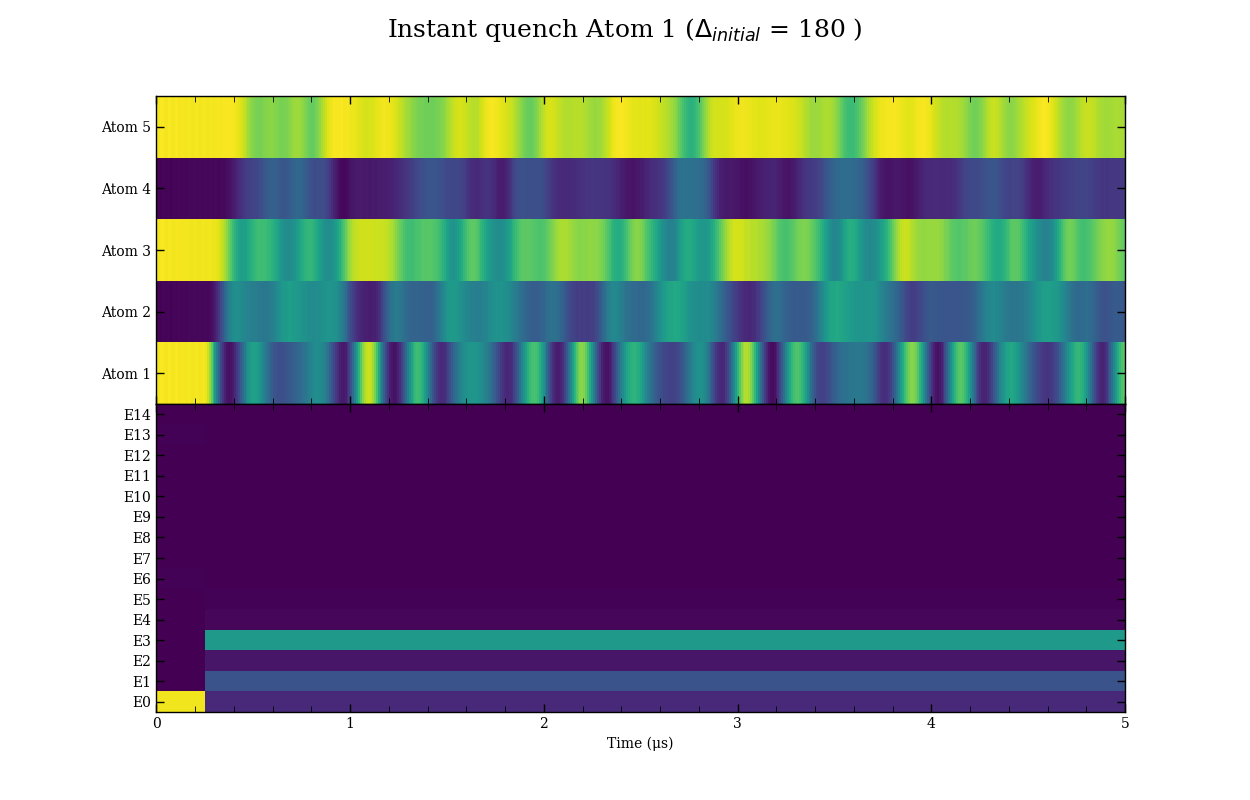 Instant quench Atom 1 (Δ_initial = 180 )
Atom 5
Atom 4
Atom 3
Atom 2
Atom 1
E14
E13
E12
E11
E10
E9
E8
E7
E6
E5
E4
E3
E2
E1
E0
0 1 2 3 4 5
Time (μs)